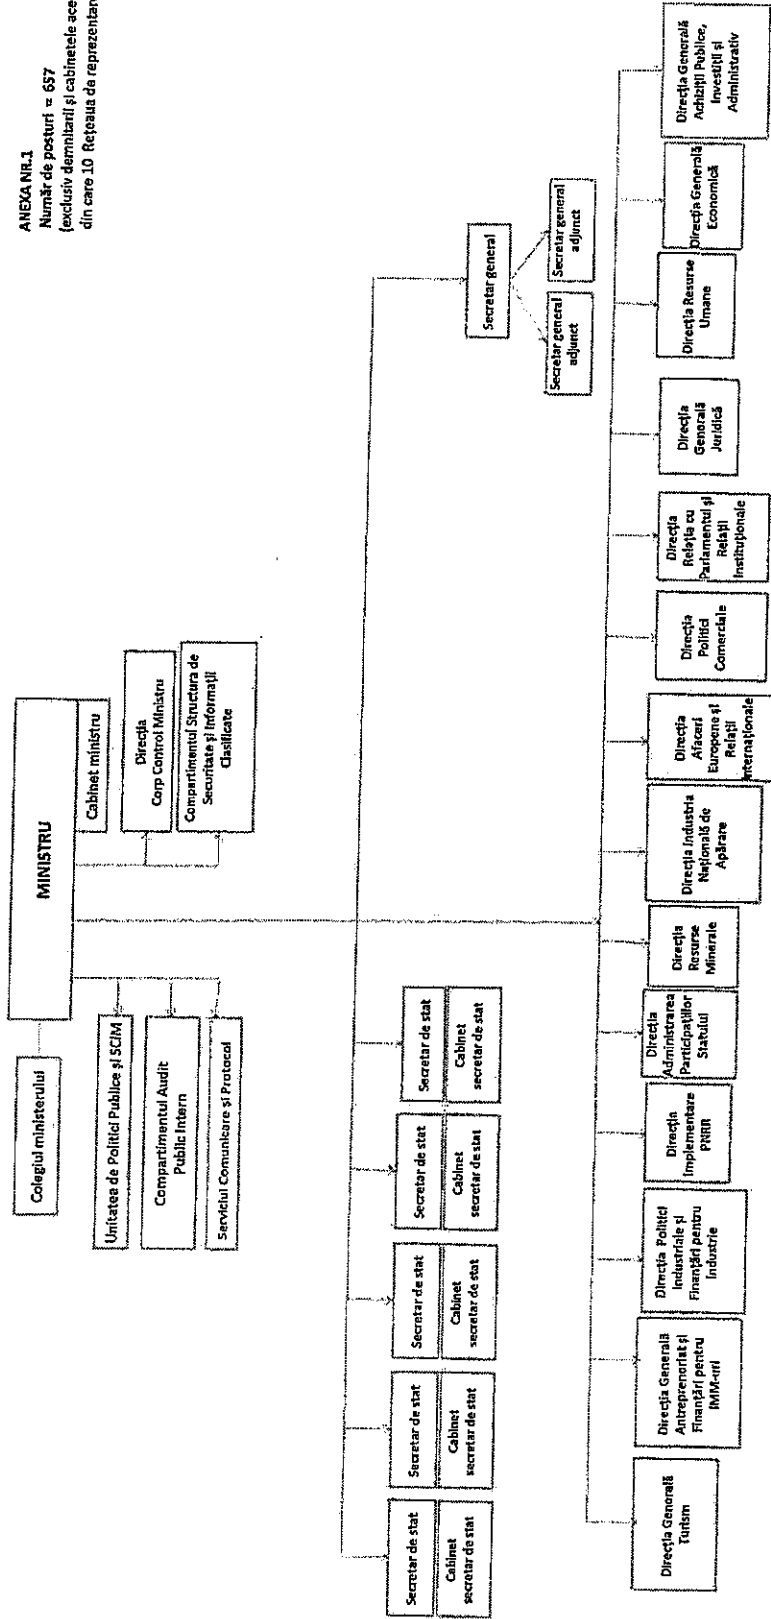 ANEXA NR.1
Număr de posturi = 657
(exclusiv demnitarii și cabinetele
din care 10 Rețeaua de
MINISTRU
Cabinet ministru
Colegiul ministerului
Unitatea de Politici Publice și SCIM
Compartimentul Audit
Public Intern
Serviciul Comunicare și Protocol
Direcția
Corp Control Ministru
Compartimentul Structura de
Securitate și Informații
Clasificate
Secretar de stat
Cabinet
secretar de stat
Secretar de stat
Cabinet
secretar de stat
Secretar de stat
Cabinet
secretar de stat
Secretar de stat
Cabinet
secretar de stat
Secretar de stat
Cabinet
secretar de stat
Secretar general
Secretar general
adjunct
Secretar general
adjunct
Direcția Generală
Turism
Direcția Generală
Antreprenoriat și
Finanțări pentru
IMM-uri
Direcția Politici
Industriale și
Finanțări pentru
Industrie
Direcția
Implementare
PNRR
Direcția
Administrarea
Participațiilor
Statului
Direcția
Resurse
Minerale
Direcția Industria
Națională de
Apărare
Direcția
Afaceri
Europene și
Relații
Internaționale
Direcția
Politici
Comerciale
Direcția
Relația cu
Parlamentul și
Relații
Instituționale
Direcția
Generală
Juridică
Direcția Resurse
Umane
Direcția Generală
Economică
Direcția Generală
Achiziții Publice,
Investiții și
Administrativ